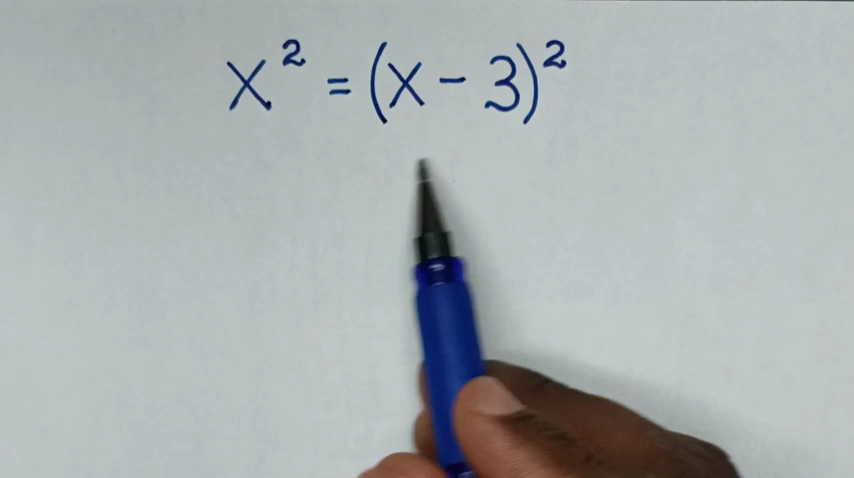 x² = (x - 3)²